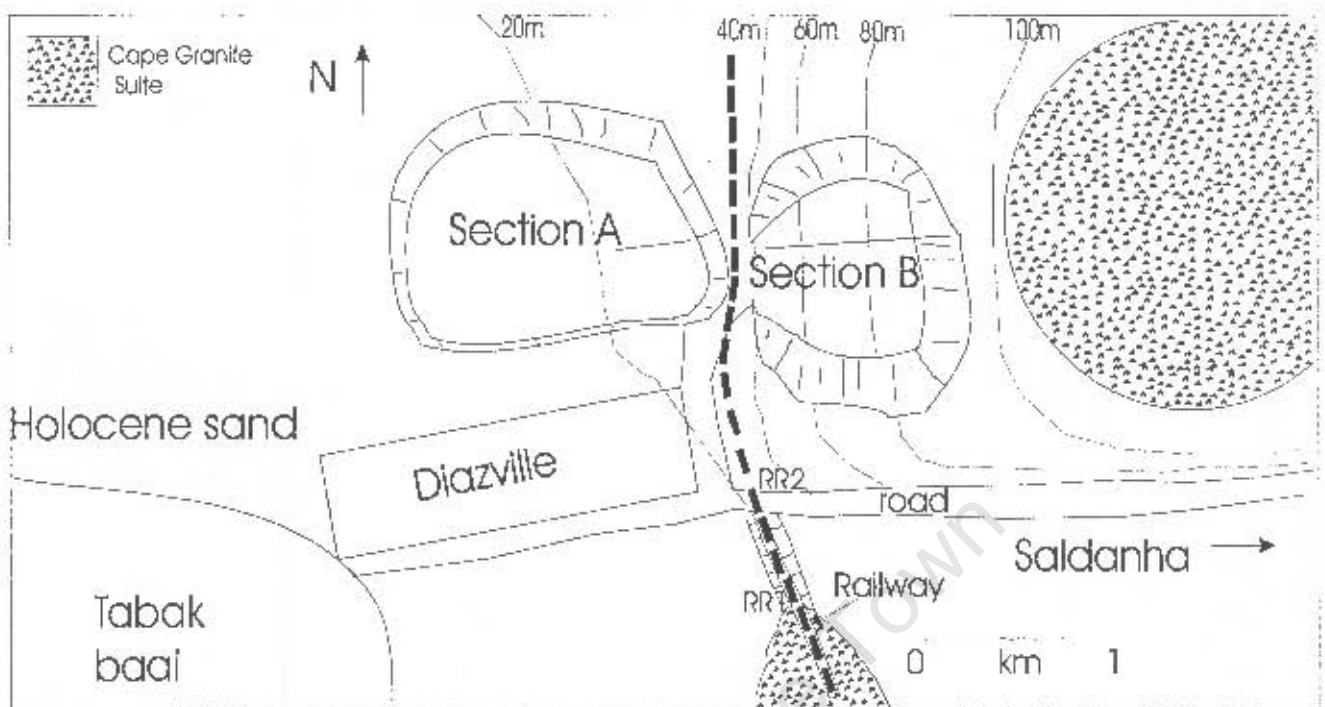 20m 40m 60m 80m 100m
Cape Granite
Suite
N
Section A
Section B
Holocene sand
Diazville
RR2
road
Saldanha
RR1
Railway
Tabak
baai
0 km 1
Town